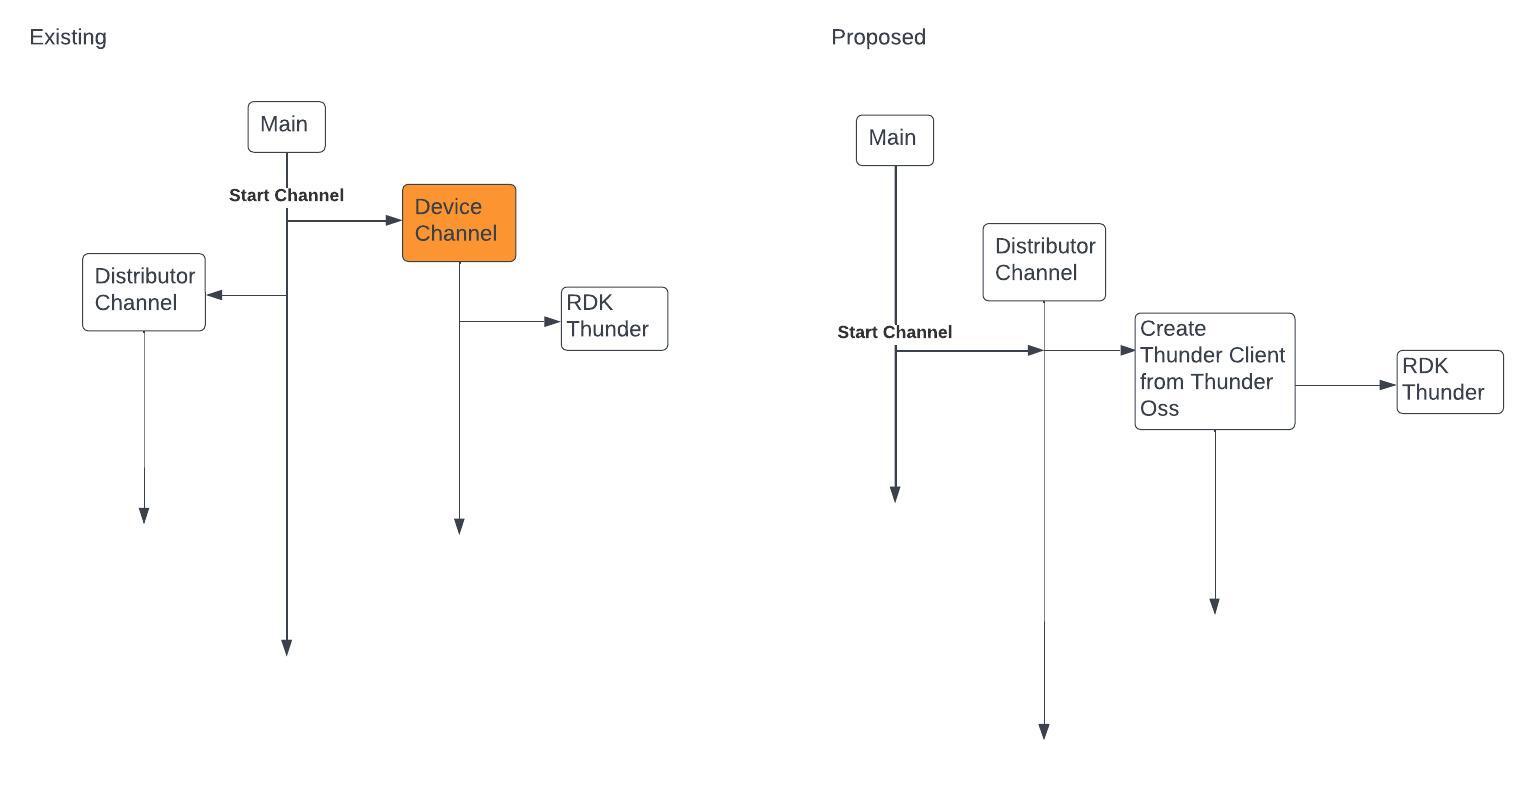 Existing
Main
Start Channel
Device
Channel
Distributor
Channel
RDK
Thunder
Proposed
Main
Distributor
Channel
Start Channel
Create
Thunder Client
from Thunder
Oss
RDK
Thunder